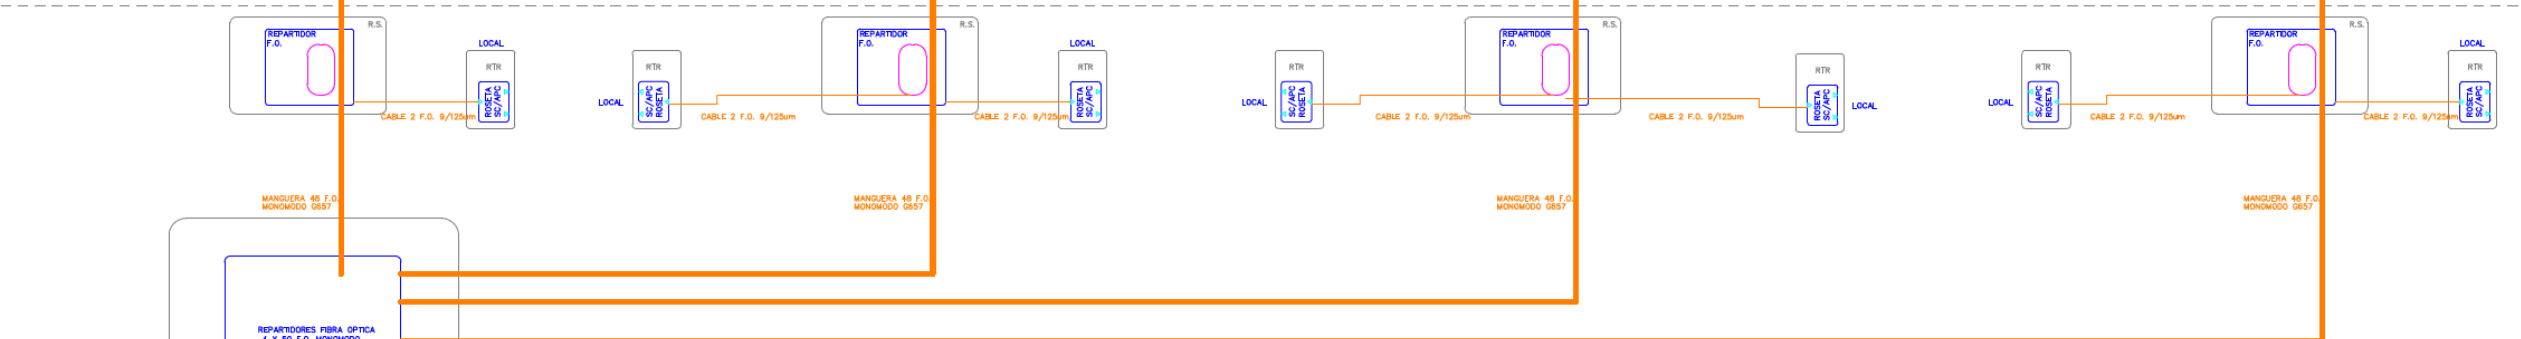 R.S.
REPARTIDOR
F.O.
LOCAL
RTR
ROSETA
SC/APC
CABLE 2 F.O. 9/125um
RTR
LOCAL
SC/APC
ROSETA
CABLE 2 F.O. 9/125um
R.S.
REPARTIDOR
F.O.
LOCAL
RTR
ROSETA
SC/APC
CABLE 2 F.O. 9/125um
RTR
LOCAL
SC/APC
ROSETA
CABLE 2 F.O. 9/125um
R.S.
REPARTIDOR
F.O.
RTR
ROSETA
SC/APC
LOCAL
CABLE 2 F.O. 9/125um
RTR
LOCAL
SC/APC
ROSETA
CABLE 2 F.O. 9/125um
R.S.
REPARTIDOR
F.O.
LOCAL
RTR
ROSETA
SC/APC
CABLE 2 F.O. 9/125um
MANGUERA 48 F.O.
MONOMODO G657
MANGUERA 48 F.O.
MONOMODO G657
MANGUERA 48 F.O.
MONOMODO G657
MANGUERA 48 F.O.
MONOMODO G657
REPARTIDORES FIBRA OPTICA
X 50 F.O. MONOMODO